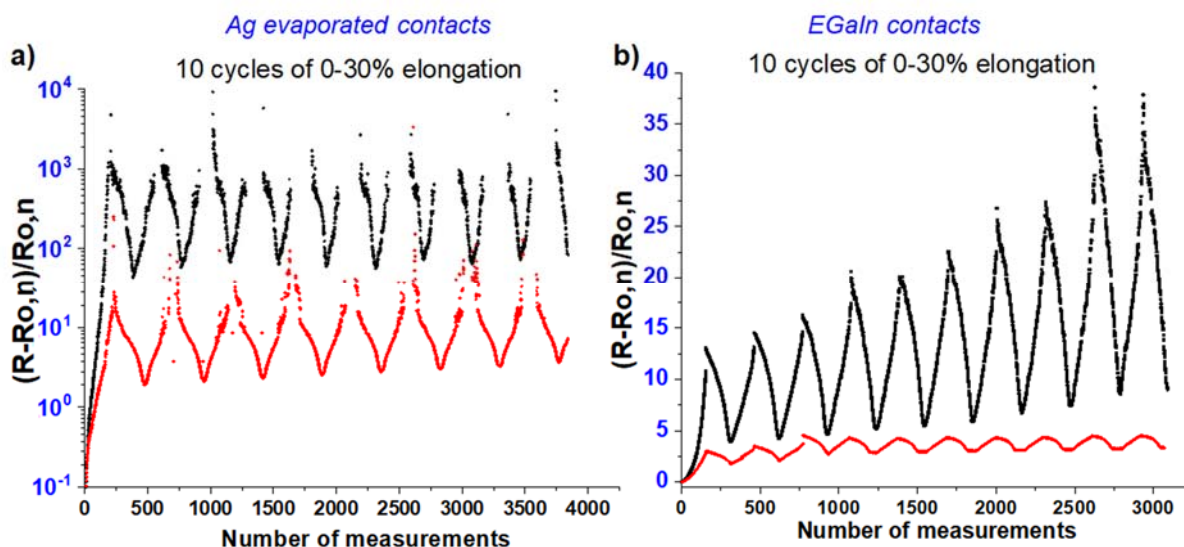 Ag evaporated contacts
a)
10 cycles of 0-30% elongation
10^4
10^3
10^2
10^1
10^0
10^-1
(R-Ro,n)/Ro,n
0 500 1000 1500 2000 2500 3000 3500 4000
Number of measurements
EGaIn contacts
b)
10 cycles of 0-30% elongation
40
35
30
25
20
15
10
5
0
(R-Ro,n)/Ro,n
0 500 1000 1500 2000 2500 3000
Number of measurements